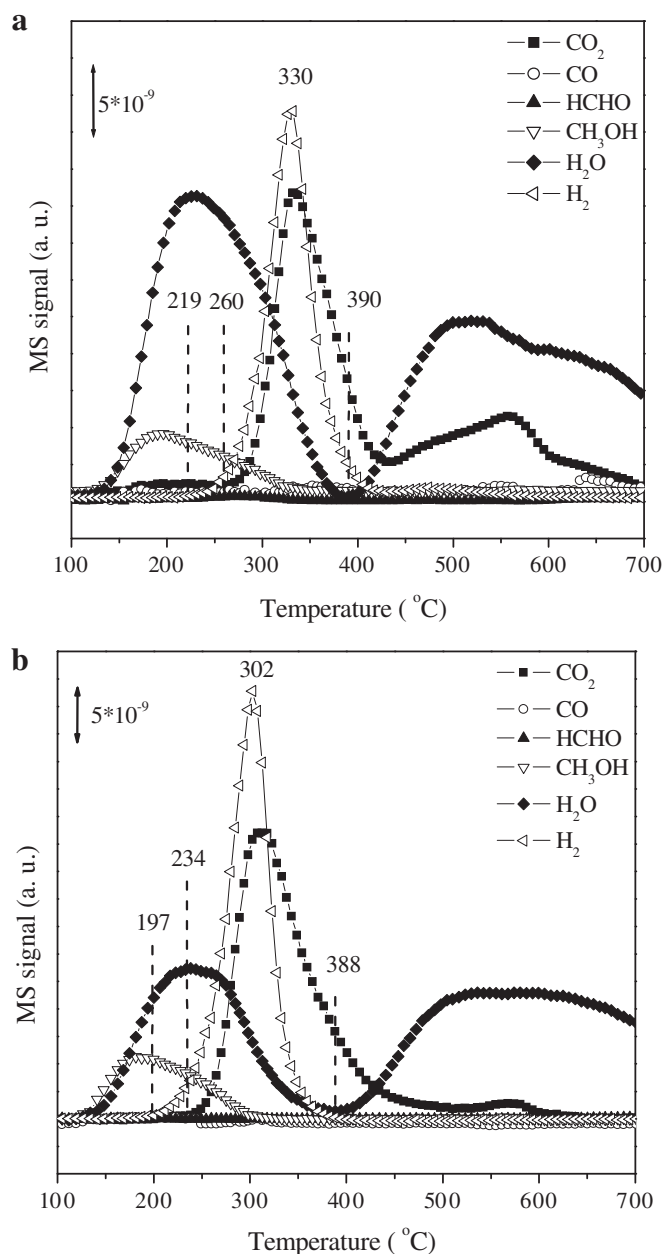 a
5*10⁻⁹
330
219 260
390
CO₂
CO
HCHO
CH₃OH
H₂O
H₂
MS signal (a. u.)
100 200 300 400 500 600 700
Temperature ( °C)
b
5*10⁻⁹
302
234
197
388
CO₂
CO
HCHO
CH₃OH
H₂O
H₂
MS signal (a. u.)
100 200 300 400 500 600 700
Temperature ( °C)